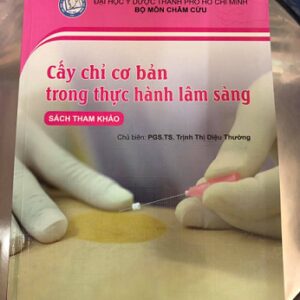 ĐẠI HỌC Y DƯỢC THÀNH PHỐ HỒ CHÍ MINH
BỘ MÔN CHÂM CỨU
Cấy chỉ cơ bản
trong thực hành lâm sàng
SÁCH THAM KHẢO
Chủ biên: PGS.TS. Trịnh Thị Diệu Thường